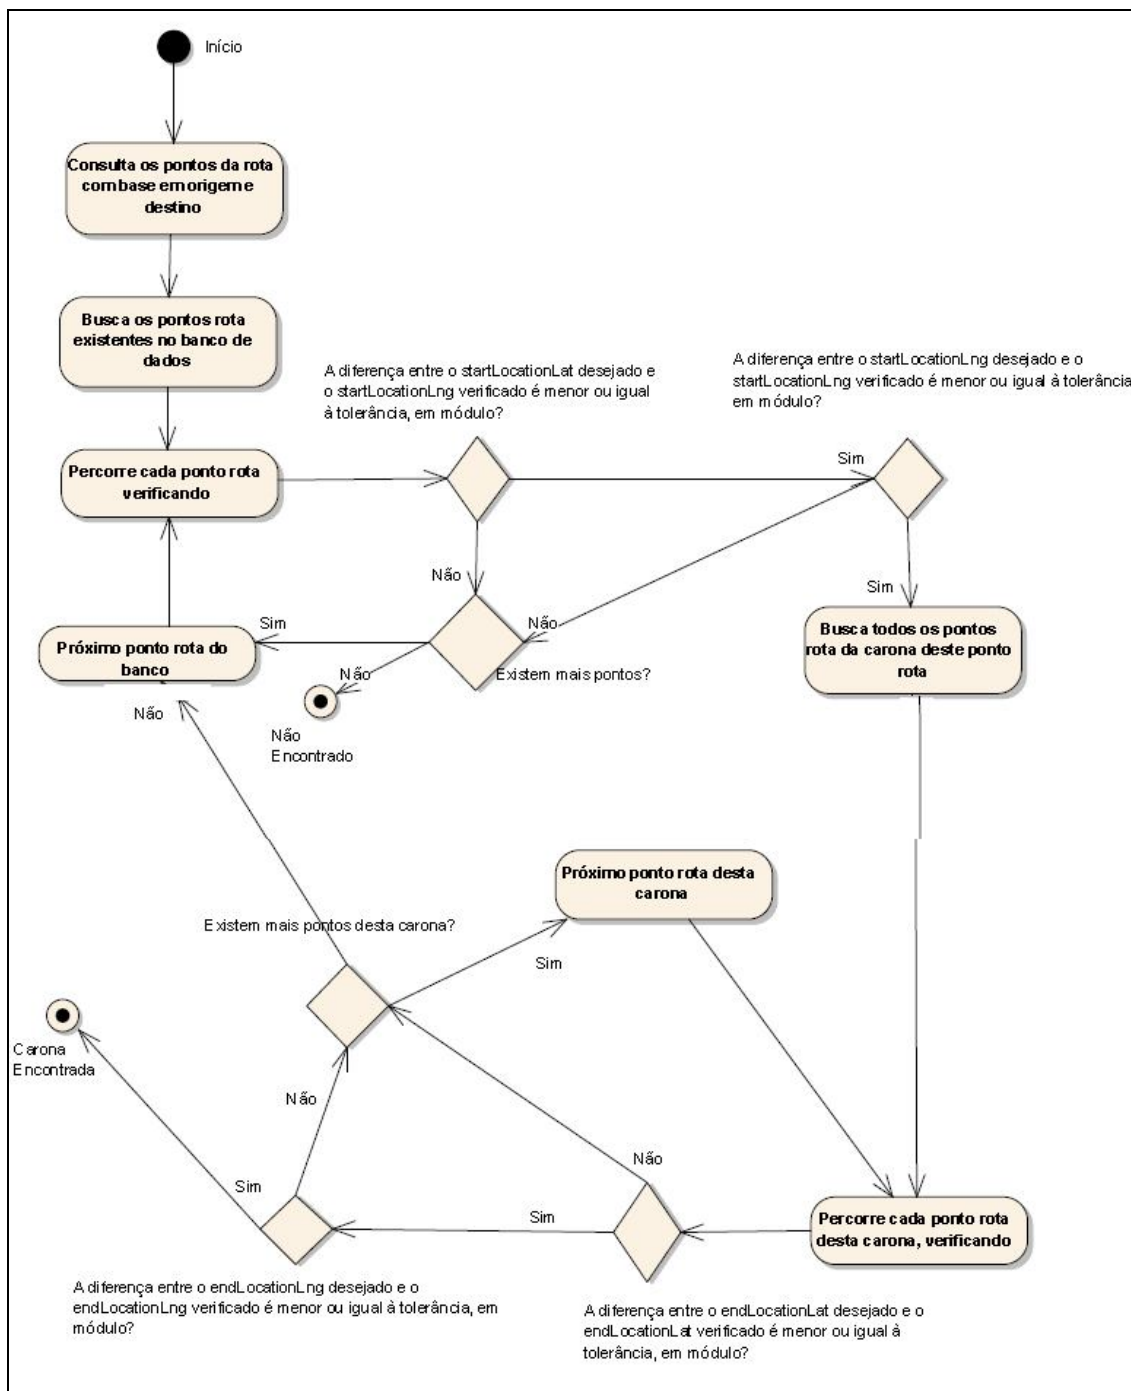 Início
Consulta os pontos da rota
com base em origem e
destino
Busca os pontos rota
existentes no banco de
dados
A diferença entre o startLocationLat desejado e
o startLocationLng verificado é menor ou igual
à tolerância, em módulo?
A diferença entre o startLocationLng desejado e o
startLocationLng verificado é menor ou igual à tolerância
em módulo?
Percorre cada ponto rota
verificando
Sim
Não
Sim
Sim
Não
Próximo ponto rota do
banco
Não
Existem mais pontos?
Busca todos os pontos
rota da carona deste ponto
rota
Não
Não
Encontrado
Próximo ponto rota desta
carona
Existem mais pontos desta carona?
Sim
Carona
Encontrada
Não
Não
Sim
Sim
Percorre cada ponto rota
desta carona, verificando
A diferença entre o endLocationLng desejado e o
endLocationLng verificado é menor ou igual à tolerância, em
módulo?
A diferença entre o endLocationLat desejado e o
endLocationLat verificado é menor ou igual à
tolerância, em módulo?